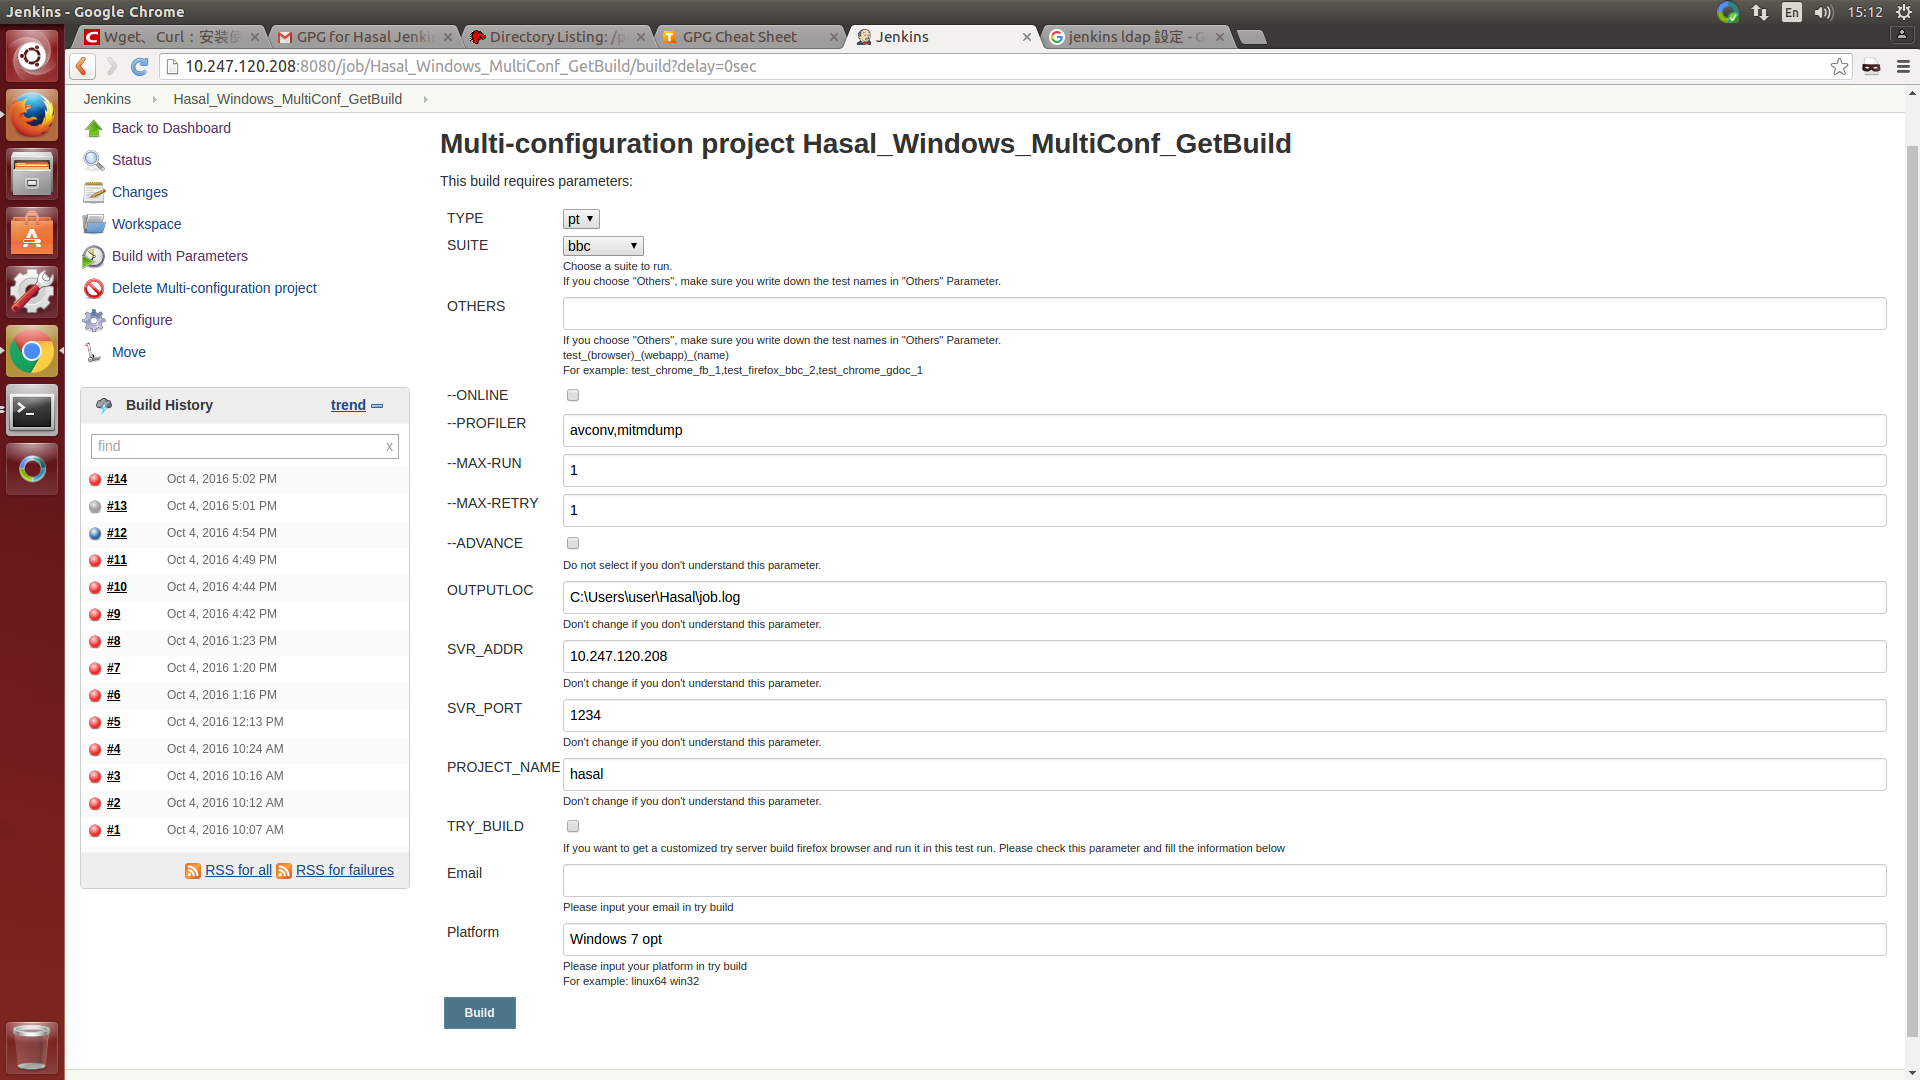 Jenkins - Google Chrome
En
15:12
Wget、Curl：安裝使
GPG for Hasal Jenkin
Directory Listing: /p
GPG Cheat Sheet
Jenkins
jenkins ldap 設定 - G
10.247.120.208:8080/job/Hasal_Windows_MultiConf_GetBuild/build?delay=0sec
Jenkins
Hasal_Windows_MultiConf_GetBuild
Back to Dashboard
Status
Changes
Workspace
Build with Parameters
Delete Multi-configuration project
Configure
Move
Build History
trend
find
x
#14 Oct 4, 2016 5:02 PM
#13 Oct 4, 2016 5:01 PM
#12 Oct 4, 2016 4:54 PM
#11 Oct 4, 2016 4:49 PM
#10 Oct 4, 2016 4:44 PM
#9 Oct 4, 2016 4:42 PM
#8 Oct 4, 2016 1:23 PM
#7 Oct 4, 2016 1:20 PM
#6 Oct 4, 2016 1:16 PM
#5 Oct 4, 2016 12:13 PM
#4 Oct 4, 2016 10:24 AM
#3 Oct 4, 2016 10:16 AM
#2 Oct 4, 2016 10:12 AM
#1 Oct 4, 2016 10:07 AM
RSS for all
RSS for failures
Multi-configuration project Hasal_Windows_MultiConf_GetBuild
This build requires parameters:
TYPE
pt
SUITE
bbc
Choose a suite to run.
If you choose "Others", make sure you write down the test names in "Others" Parameter.
OTHERS
If you choose "Others", make sure you write down the test names in "Others" Parameter.
test_(browser)_(webapp)_(name)
For example: test_chrome_fb_1,test_firefox_bbc_2,test_chrome_gdoc_1
--ONLINE
--PROFILER
avconv,mitmdump
--MAX-RUN
1
--MAX-RETRY
1
--ADVANCE
Do not select if you don't understand this parameter.
OUTPUTLOC
C:\Users\user\Hasal\job.log
Don't change if you don't understand this parameter.
SVR_ADDR
10.247.120.208
Don't change if you don't understand this parameter.
SVR_PORT
1234
Don't change if you don't understand this parameter.
PROJECT_NAME
hasal
Don't change if you don't understand this parameter.
TRY_BUILD
If you want to get a customized try server build firefox browser and run it in this test run. Please check this parameter and fill the information below
Email
Please input your email in try build
Platform
Windows 7 opt
Please input your platform in try build
For example: linux64 win32
Build